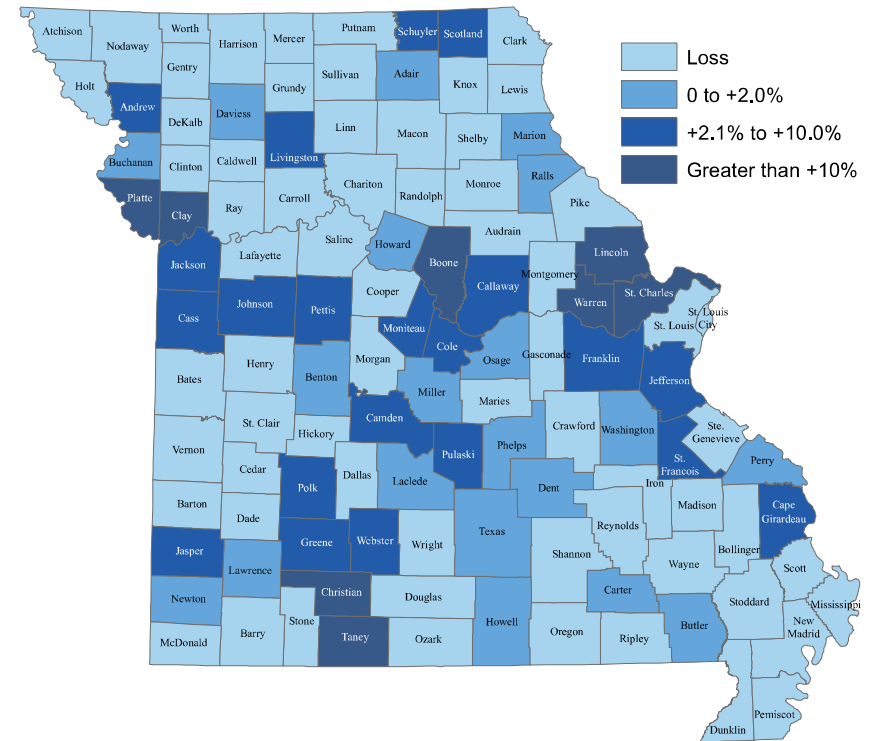 Atchison
Nodaway
Worth
Harrison
Mercer
Putnam
Schuyler
Scotland
Clark
Loss
Gentry
Sullivan
Adair
Holt
Grundy
Knox
Lewis
0 to +2.0%
Andrew
DeKalb
Daviess
Livingston
Linn
Macon
Shelby
Marion
+2.1% to +10.0%
Buchanan
Clinton
Caldwell
Chariton
Monroe
Ralls
Greater than +10%
Platte
Clay
Ray
Carroll
Randolph
Pike
Audrain
Jackson
Lafayette
Saline
Howard
Boone
Callaway
Montgomery
Lincoln
Warren
St. Charles
Cass
Johnson
Pettis
Cooper
Moniteau
Cole
Osage
Gasconade
Franklin
St. Louis
St. Louis
City
Jefferson
Bates
Henry
Benton
Morgan
Miller
Maries
Crawford
Washington
Ste.
Genevieve
Vernon
St. Clair
Hickory
Camden
Pulaski
Phelps
St.
Francois
Perry
Cedar
Polk
Dallas
Laclede
Dent
Iron
Madison
Cape
Girardeau
Barton
Dade
Greene
Webster
Wright
Texas
Reynolds
Shannon
Wayne
Bollinger
Scott
Jasper
Lawrence
Christian
Douglas
Carter
Stoddard
Mississippi
Newton
Stone
Taney
Ozark
Howell
Oregon
Ripley
Butler
New
Madrid
McDonald
Barry
Dunklin
Pemiscot